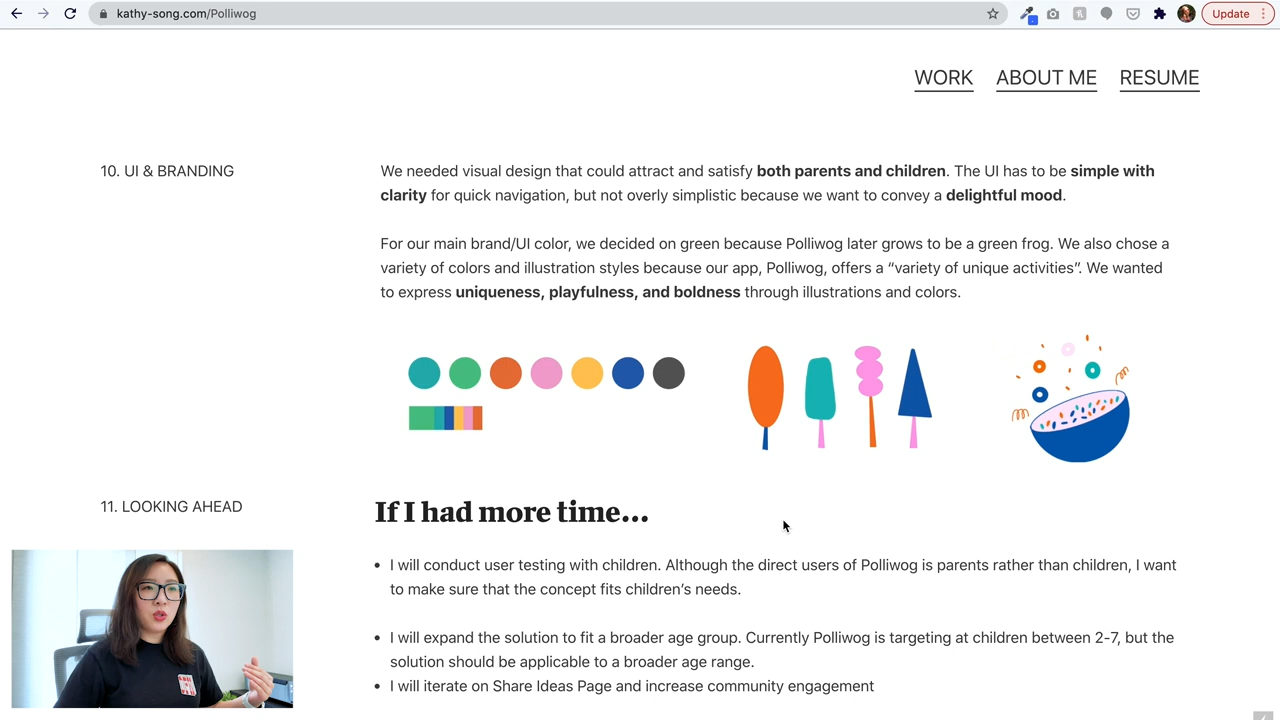 kathy-song.com/Polliwog
Update
WORK ABOUT ME RESUME
10. UI & BRANDING
We needed visual design that could attract and satisfy both parents and children. The UI has to be simple with
clarity for quick navigation, but not overly simplistic because we want to convey a delightful mood.
For our main brand/UI color, we decided on green because Polliwog later grows to be a green frog. We also chose a
variety of colors and illustration styles because our app, Polliwog, offers a “variety of unique activities”. We wanted
to express uniqueness, playfulness, and boldness through illustrations and colors.
11. LOOKING AHEAD
If I had more time...
• I will conduct user testing with children. Although the direct users of Polliwog is parents rather than children, I want
to make sure that the concept fits children’s needs.
• I will expand the solution to fit a broader age group. Currently Polliwog is targeting at children between 2-7, but the
solution should be applicable to a broader age range.
• I will iterate on Share Ideas Page and increase community engagement